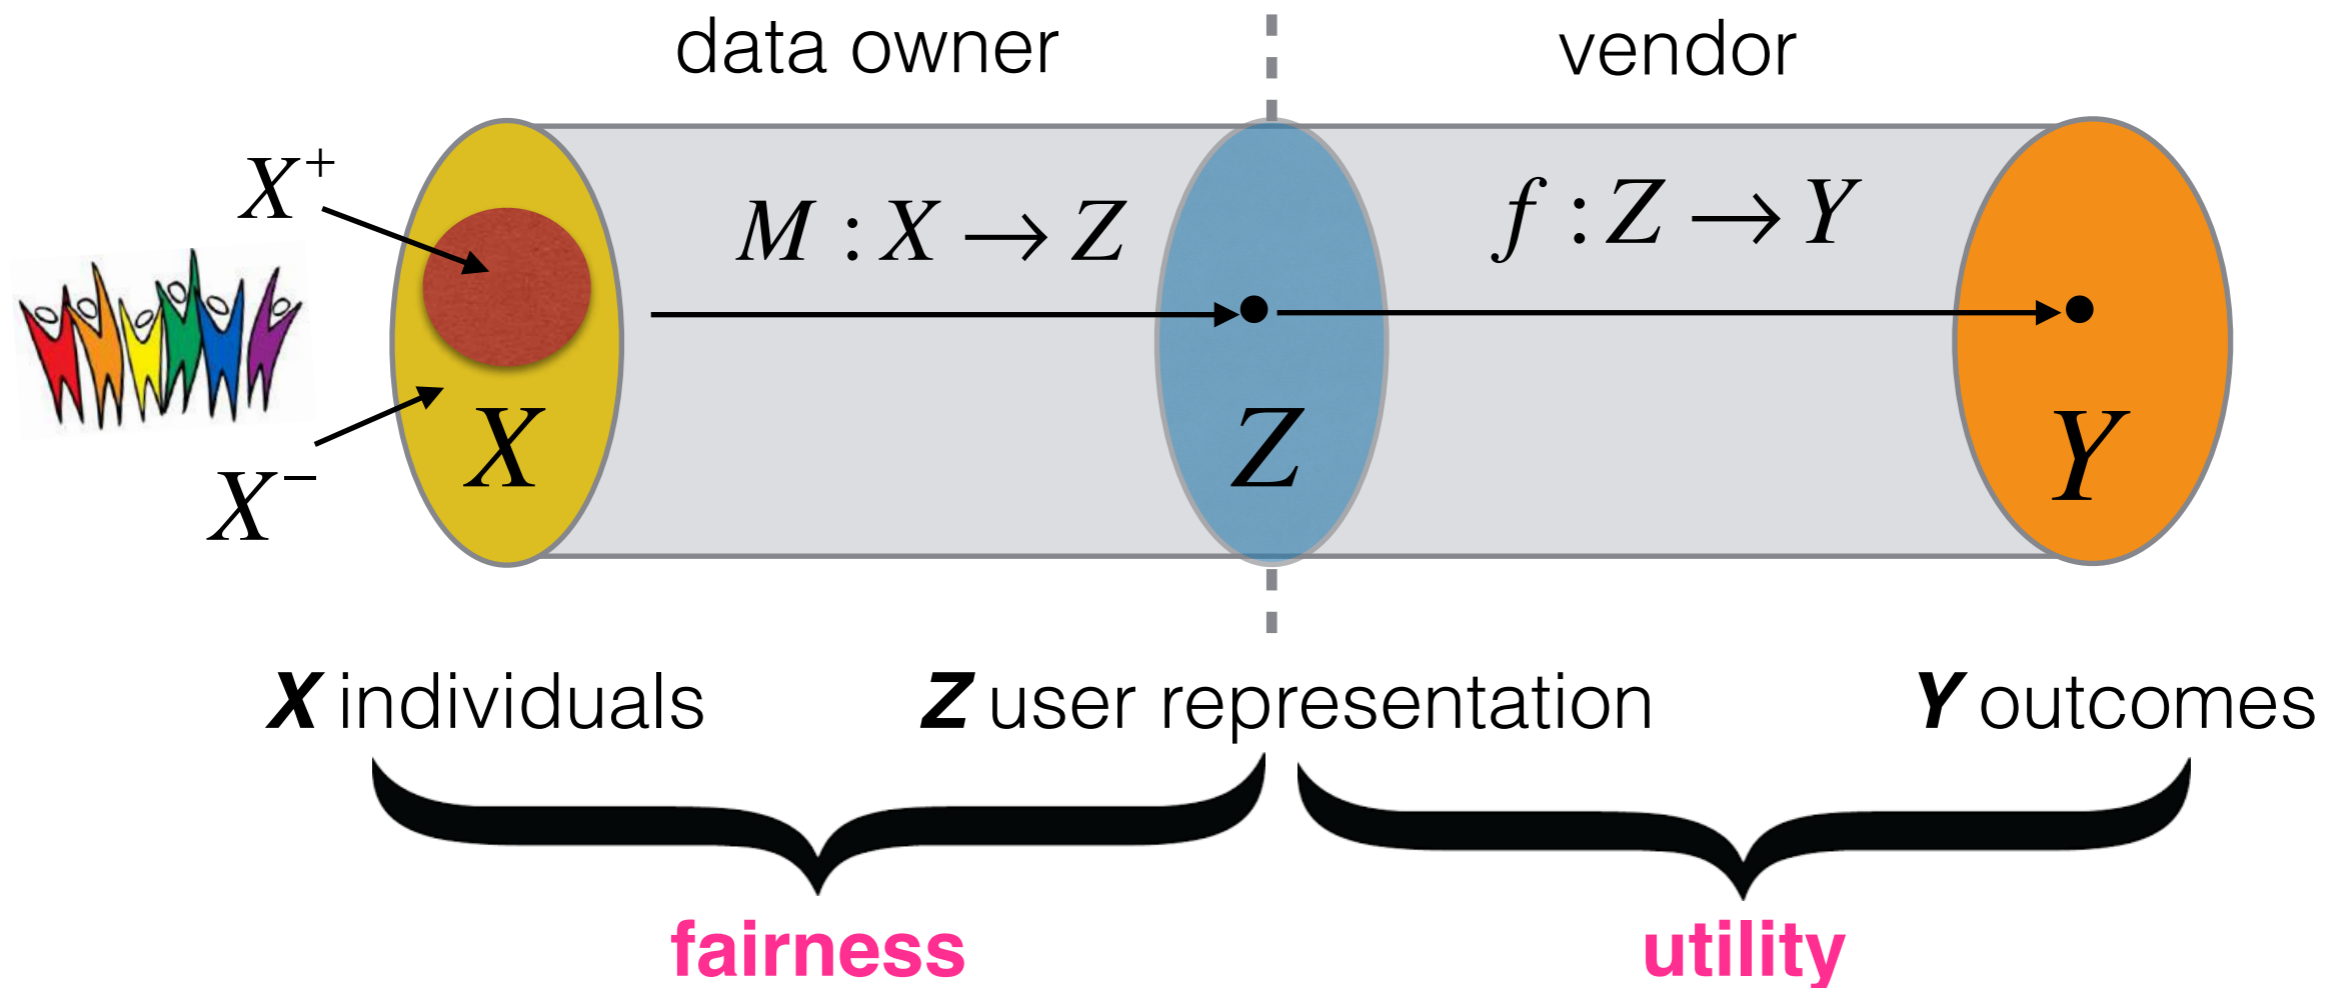 data owner
vendor
X⁺
M : X → Z
f : Z → Y
X
Z
Y
X⁻
X individuals
Z user representation
Y outcomes
fairness
utility